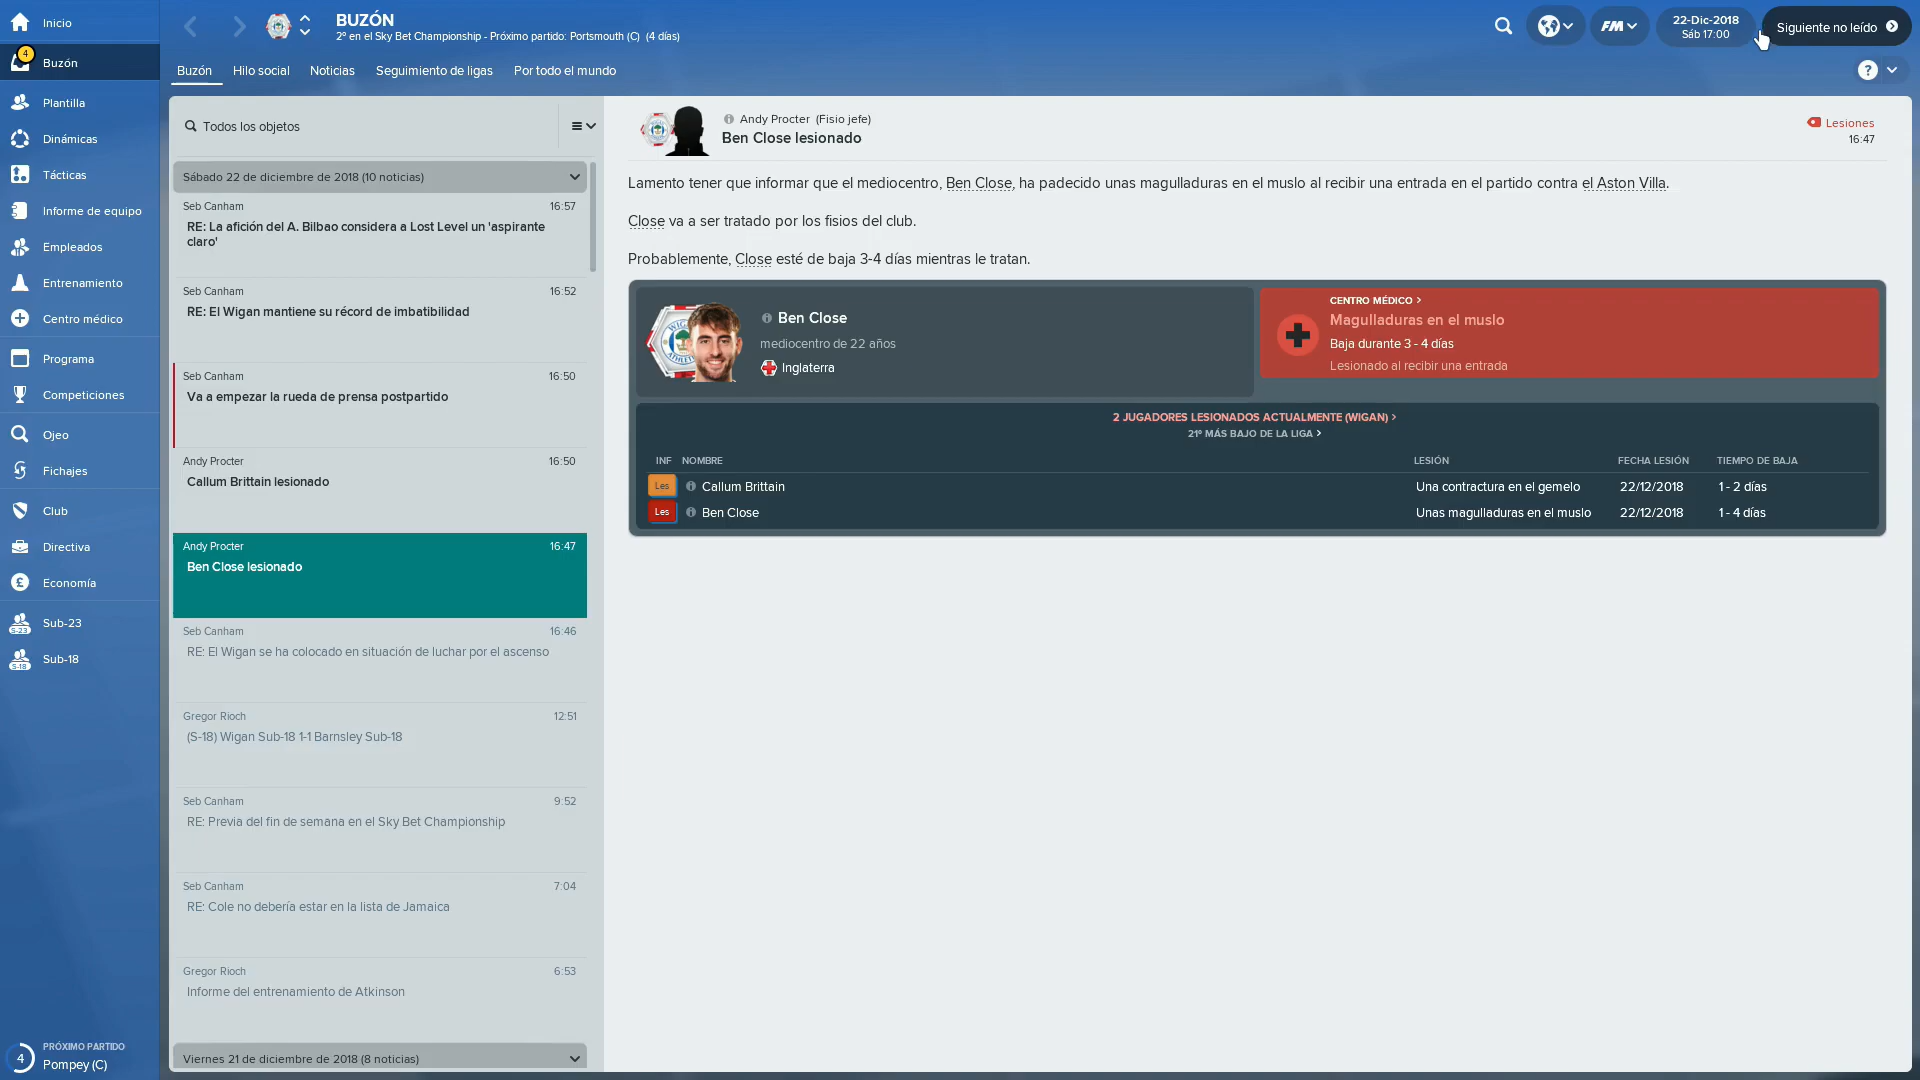 Inicio
4
Buzón
Plantilla
Dinámicas
Tácticas
Informe de equipo
Empleados
Entrenamiento
Centro médico
Programa
Competiciones
Ojeo
Fichajes
Club
Directiva
Economía
S-23
Sub-23
S-18
Sub-18
4
PRÓXIMO PARTIDO
Pompey (C)
BUZÓN
2º en el Sky Bet Championship - Próximo partido: Portsmouth (C) (4 días)
FM
22-Dic-2018
Sáb 17:00
Siguiente no leído
Buzón
Hilo social
Noticias
Seguimiento de ligas
Por todo el mundo
?
Todos los objetos
Sábado 22 de diciembre de 2018 (10 noticias)
Seb Canham 16:57
RE: La afición del A. Bilbao considera a Lost Level un 'aspirante
claro'
Seb Canham 16:52
RE: El Wigan mantiene su récord de imbatibilidad
Seb Canham 16:50
Va a empezar la rueda de prensa postpartido
Andy Procter 16:50
Callum Brittain lesionado
Andy Procter 16:47
Ben Close lesionado
Seb Canham 16:46
RE: El Wigan se ha colocado en situación de luchar por el ascenso
Gregor Rioch 12:51
(S-18) Wigan Sub-18 1-1 Barnsley Sub-18
Seb Canham 9:52
RE: Previa del fin de semana en el Sky Bet Championship
Seb Canham 7:04
RE: Cole no debería estar en la lista de Jamaica
Gregor Rioch 6:53
Informe del entrenamiento de Atkinson
Viernes 21 de diciembre de 2018 (8 noticias)
Andy Procter (Fisio jefe)
Ben Close lesionado
Lesiones
16:47
Lamento tener que informar que el mediocentro, Ben Close, ha padecido unas magulladuras en el muslo al recibir una entrada en el partido contra el Aston Villa.
Close va a ser tratado por los fisios del club.
Probablemente, Close esté de baja 3-4 días mientras le tratan.
Ben Close
mediocentro de 22 años
Inglaterra
CENTRO MÉDICO >
Magulladuras en el muslo
Baja durante 3 - 4 días
Lesionado al recibir una entrada
2 JUGADORES LESIONADOS ACTUALMENTE (WIGAN) >
21º MÁS BAJO DE LA LIGA >
INF NOMBRE LESIÓN FECHA LESIÓN TIEMPO DE BAJA
Les Callum Brittain Una contractura en el gemelo 22/12/2018 1 - 2 días
Les Ben Close Unas magulladuras en el muslo 22/12/2018 1 - 4 días